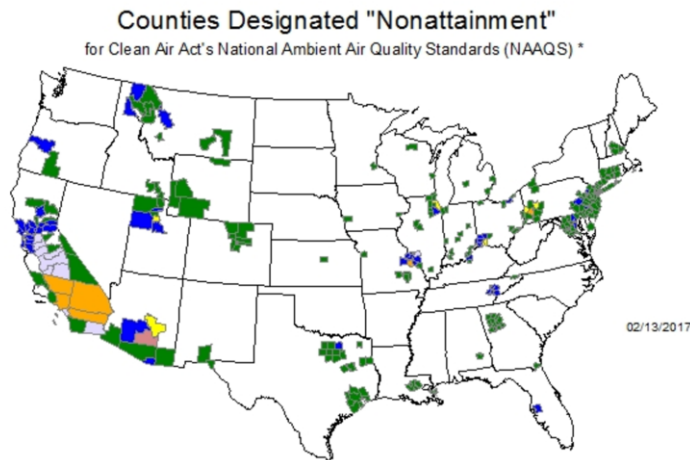 Counties Designated "Nonattainment"
for Clean Air Act's National Ambient Air Quality Standards (NAAQS) *
02/13/2017